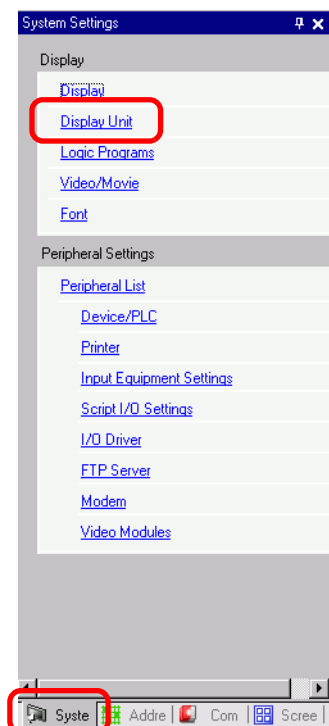 System Settings
Display
Display
Display Unit
Logic Programs
Video/Movie
Font
Peripheral Settings
Peripheral List
Device/PLC
Printer
Input Equipment Settings
Script I/O Settings
I/O Driver
FTP Server
Modem
Video Modules
Syste Addre Com Scree